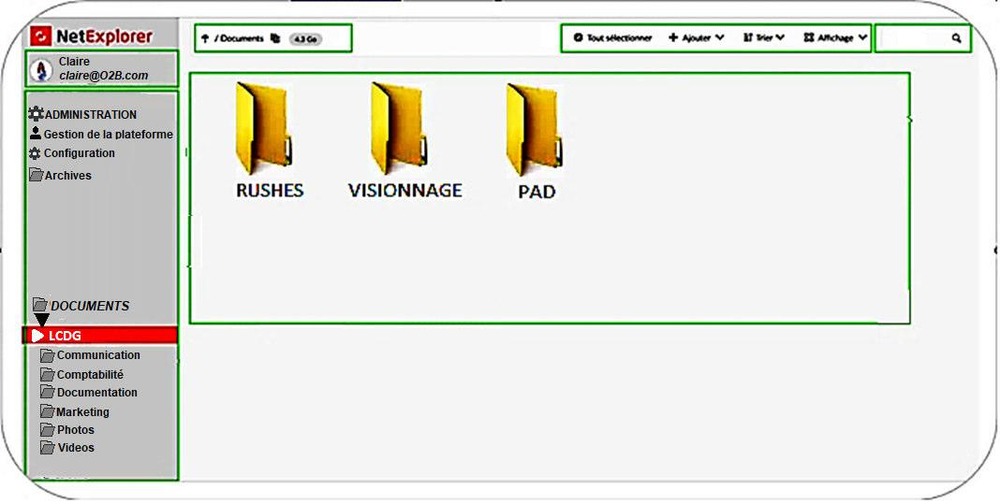 NetExplorer
Claire
claire@O2B.com
/ Documents 4.3 Go
Tout sélectionner Ajouter Trier Affichage
ADMINISTRATION
Gestion de la plateforme
Configuration
Archives
DOCUMENTS
LCDG
Communication
Comptabilité
Documentation
Marketing
Photos
Videos
RUSHES VISIONNAGE PAD